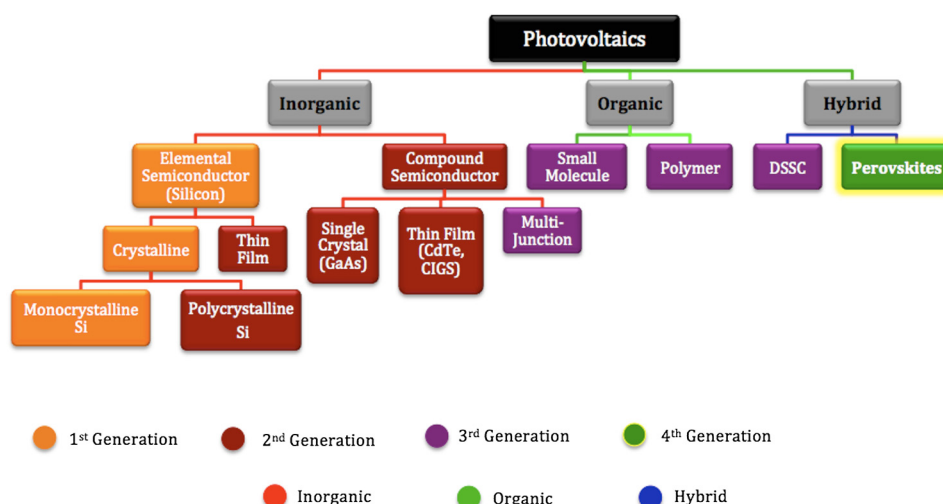 Photovoltaics
Inorganic
Organic
Hybrid
Elemental
Semiconductor
(Silicon)
Compound
Semiconductor
Small
Molecule
Polymer
DSSC
Perovskites
Crystalline
Thin
Film
Single
Crystal
(GaAs)
Thin Film
(CdTe,
CIGS)
Multi-
Junction
Monocrystalline
Si
Polycrystalline
Si
1st Generation
2nd Generation
3rd Generation
4th Generation
Inorganic
Organic
Hybrid